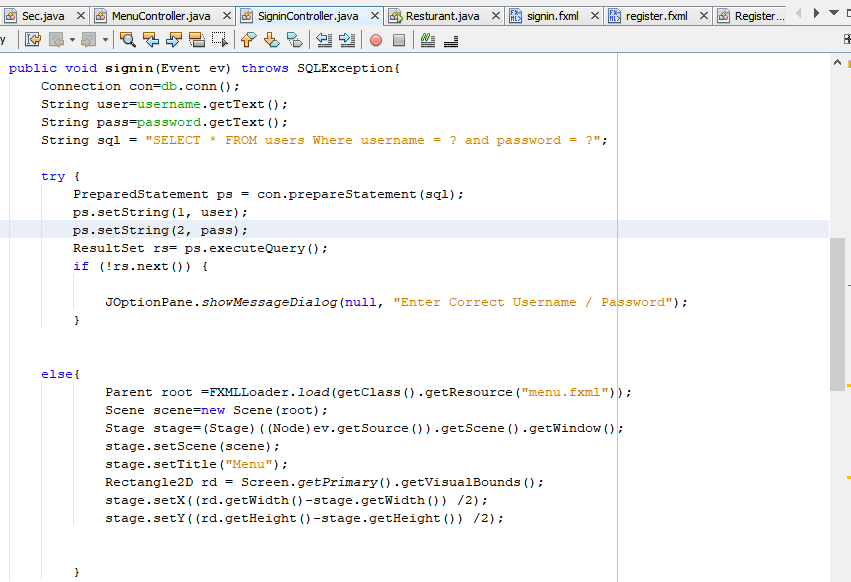 Sec.java MenuController.java SigninController.java Resturant.java signin.fxml register.fxml Register...
y
public void signin(Event ev) throws SQLException{
Connection con=db.conn();
String user=username.getText();
String pass=password.getText();
String sql = "SELECT * FROM users Where username = ? and password = ?";
try {
PreparedStatement ps = con.prepareStatement(sql);
ps.setString(1, user);
ps.setString(2, pass);
ResultSet rs= ps.executeQuery();
if (!rs.next()) {
JOptionPane.showMessageDialog(null, "Enter Correct Username / Password");
}
else{
Parent root =FXMLLoader.load(getClass().getResource("menu.fxml"));
Scene scene=new Scene(root);
Stage stage=(Stage)((Node)ev.getSource()).getScene().getWindow();
stage.setScene(scene);
stage.setTitle("Menu");
Rectangle2D rd = Screen.getPrimary().getVisualBounds();
stage.setX((rd.getWidth()-stage.getWidth()) /2);
stage.setY((rd.getHeight()-stage.getHeight()) /2);
}